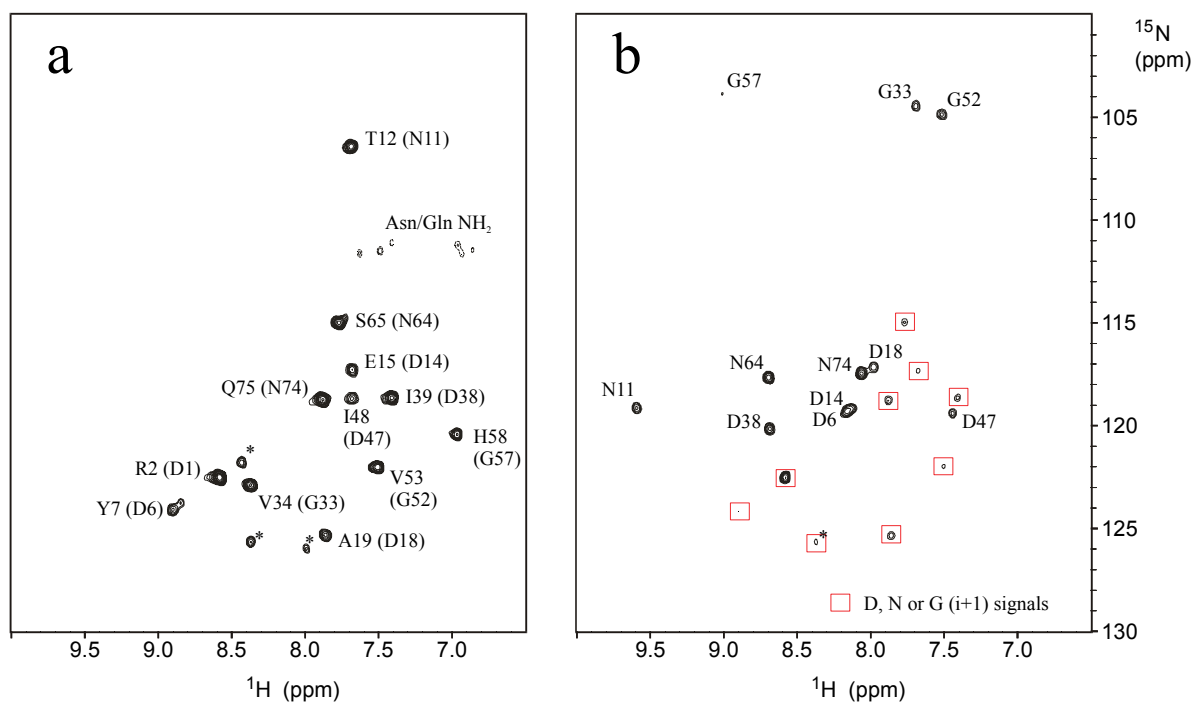 a
T12 (N11)
Asn/Gln NH2
S65 (N64)
E15 (D14)
Q75 (N74)
I39 (D38)
I48
(D47)
H58
(G57)
*
R2 (D1)
V53
(G52)
V34 (G33)
Y7 (D6)
*
*
A19 (D18)
9.5 9.0 8.5 8.0 7.5 7.0
1H (ppm)
b
15N
(ppm)
G57
G33
G52
105
110
115
D18
N64
N74
N11
D14
D6
D47
D38
120
125
*
D, N or G (i+1) signals
130
9.5 9.0 8.5 8.0 7.5 7.0
1H (ppm)